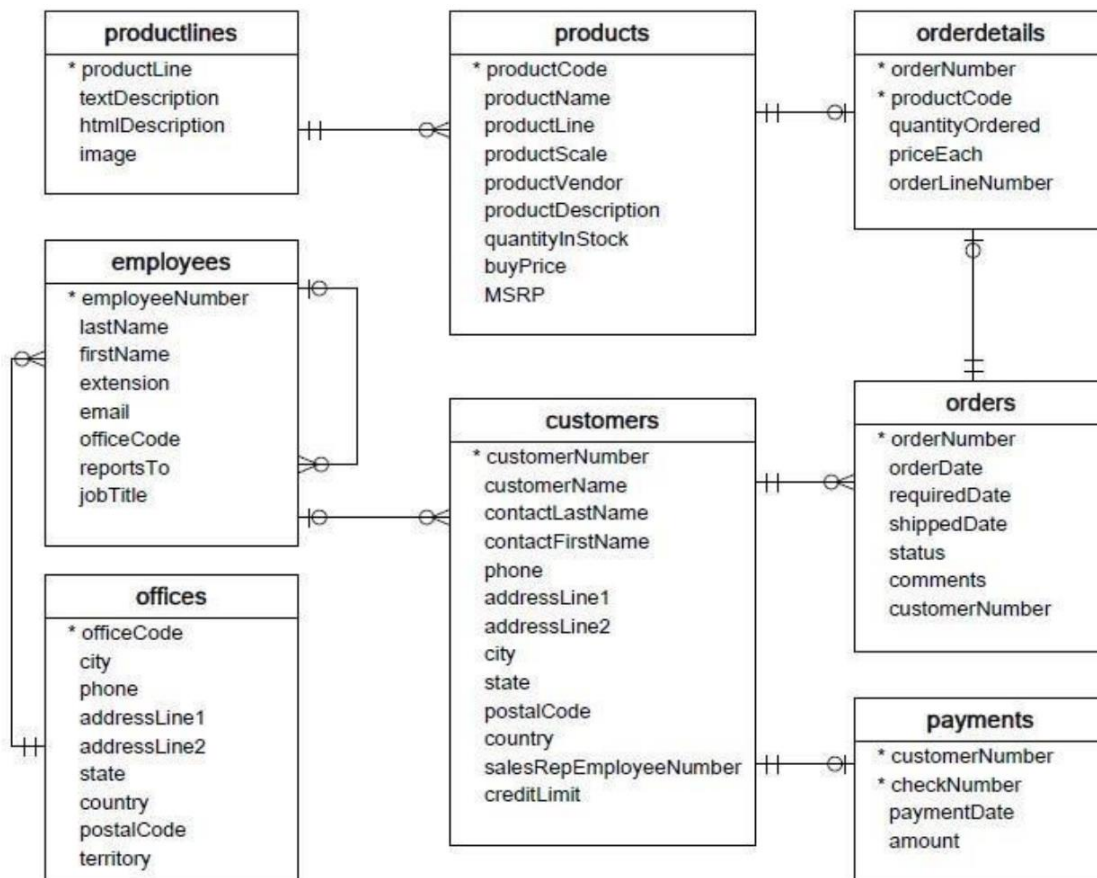 productlines
* productLine
textDescription
htmlDescription
image
products
* productCode
productName
productLine
productScale
productVendor
productDescription
quantityInStock
buyPrice
MSRP
orderdetails
* orderNumber
* productCode
quantityOrdered
priceEach
orderLineNumber
employees
* employeeNumber
lastName
firstName
extension
email
officeCode
reportsTo
jobTitle
customers
* customerNumber
customerName
contactLastName
contactFirstName
phone
addressLine1
addressLine2
city
state
postalCode
country
salesRepEmployeeNumber
creditLimit
orders
* orderNumber
orderDate
requiredDate
shippedDate
status
comments
customerNumber
offices
* officeCode
city
phone
addressLine1
addressLine2
state
country
postalCode
territory
payments
* customerNumber
* checkNumber
paymentDate
amount